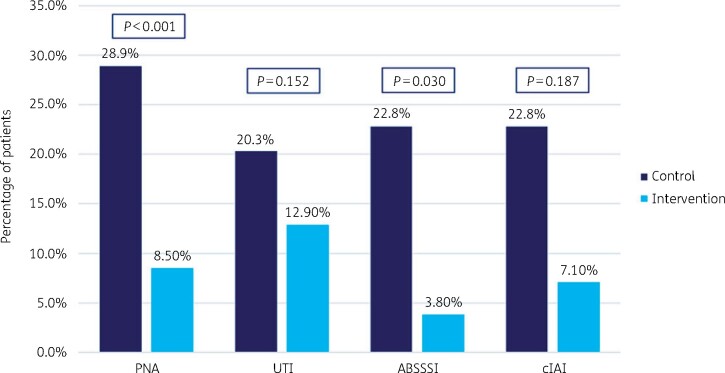 35.0%
30.0%
25.0%
20.0%
15.0%
10.0%
5.0%
0.0%
Percentage of patients
P<0.001
28.9%
8.50%
P=0.152
20.3%
12.90%
P=0.030
22.8%
3.80%
P=0.187
22.8%
7.10%
PNA
UTI
ABSSSI
cIAI
Control
Intervention